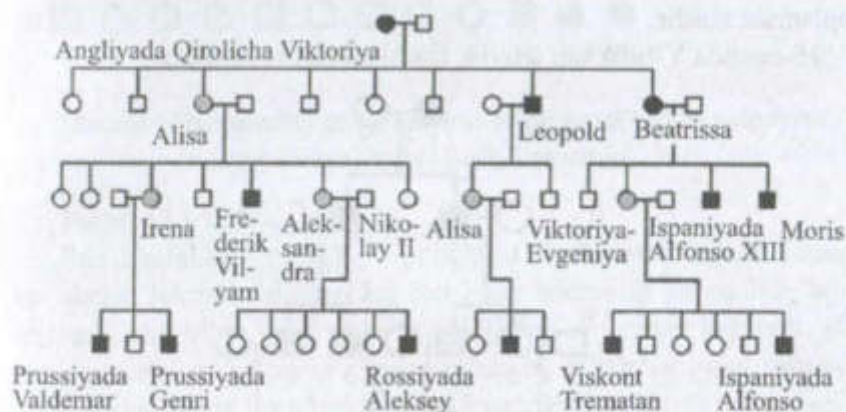 Angliyada Qirolicha Viktoriya
Alisa
Leopold
Beatrissa
Irena
Fre-
derik
Vil-
yam
Alek-
san-
dra
Niko-
lay II
Alisa
Viktoriya-
Evgeniya
Ispaniyada
Alfonso XIII
Moris
Prussiyada
Valdemar
Prussiyada
Genri
Rossiyada
Aleksey
Viskont
Trematan
Ispaniyada
Alfonso